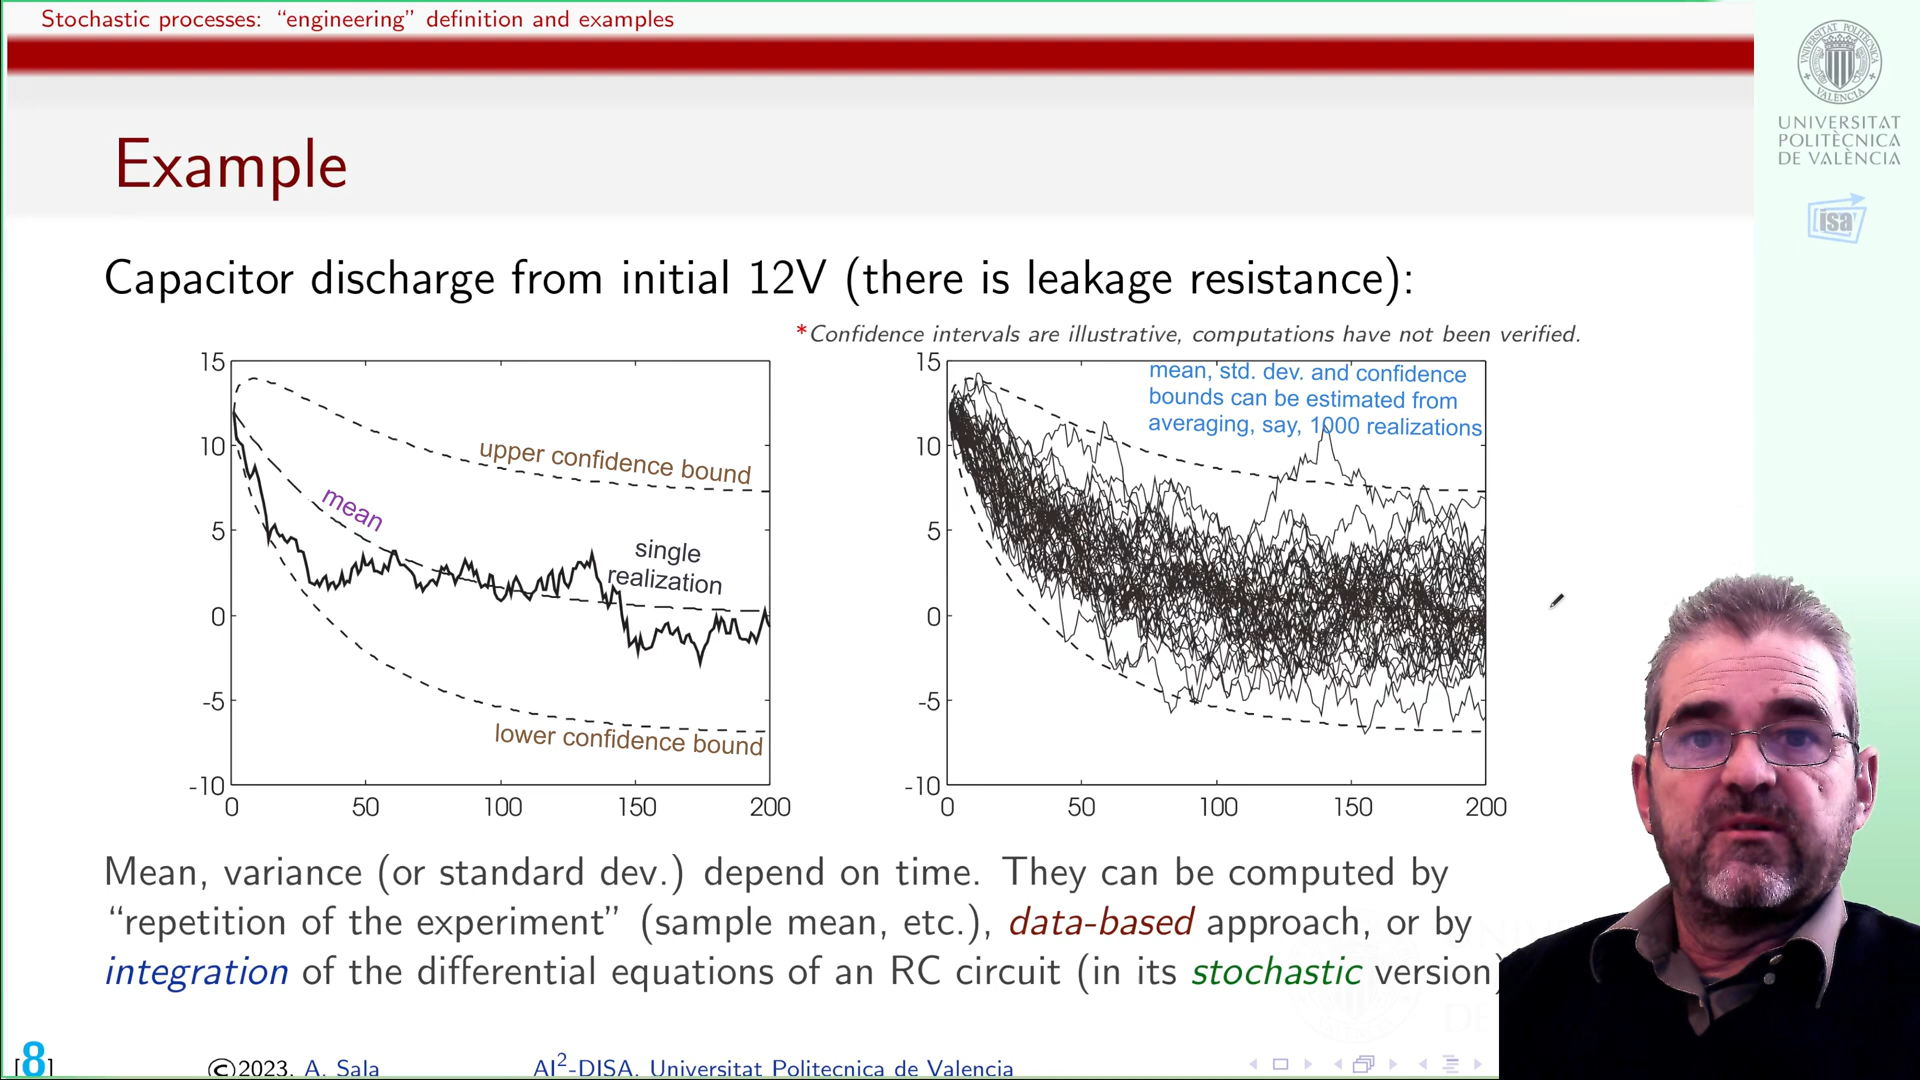 Stochastic processes: “engineering” definition and examples
UNIVERSITAT
POLITÈCNICA
DE VALÈNCIA
isa
Example
Capacitor discharge from initial 12V (there is leakage resistance):
*Confidence intervals are illustrative, computations have not been verified.
15
10
5
0
-5
-10
0 50 100 150 200
upper confidence bound
mean
single
realization
lower confidence bound
15
10
5
0
-5
-10
0 50 100 150 200
mean, std. dev. and confidence
bounds can be estimated from
averaging, say, 1000 realizations
Mean, variance (or standard dev.) depend on time. They can be computed by
“repetition of the experiment” (sample mean, etc.), data-based approach, or by
integration of the differential equations of an RC circuit (in its stochastic version)
[8]
©2023, A. Sala
AI²-DISA. Universitat Politecnica de Valencia